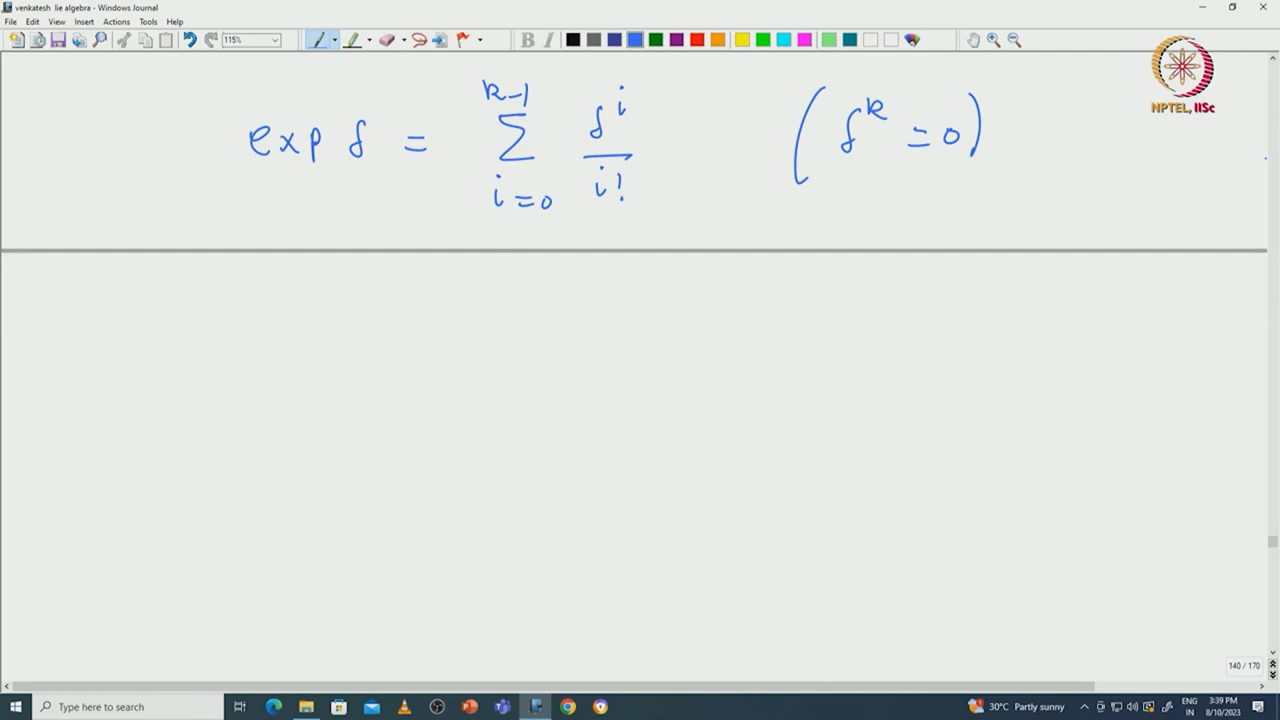 venkatesh lie algebra - Windows Journal
File Edit View Insert Actions Tools Help
115%
B I
NPTEL, IISc
exp δ = Σ_{i=0}^{k-1} δ^i / i! (δ^k = 0)
140 / 170
Type here to search
30°C Partly sunny
ENG
IN
3:39 PM
8/10/2023